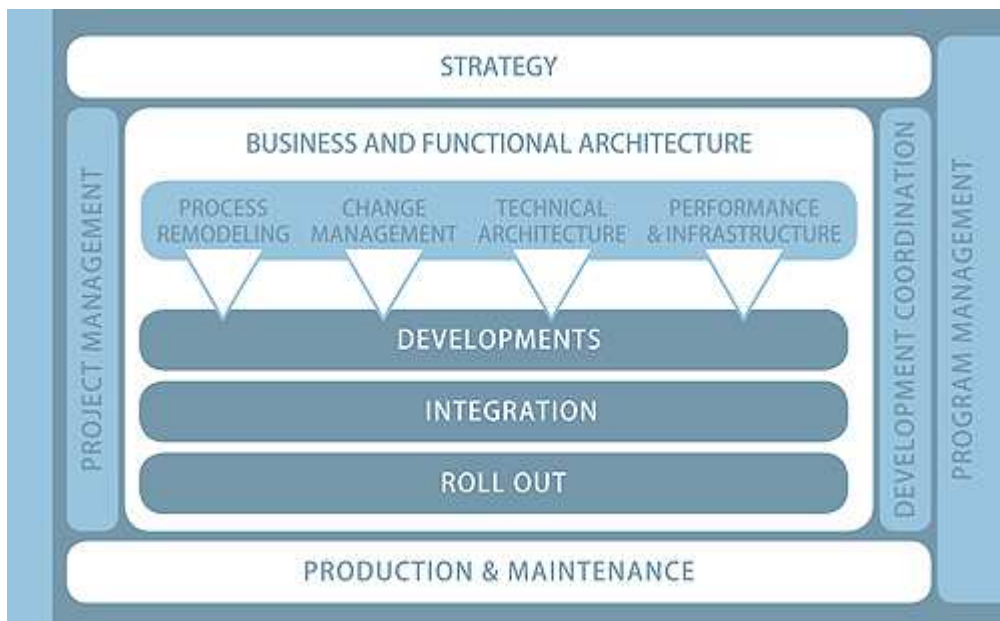 STRATEGY
PROJECT MANAGEMENT
BUSINESS AND FUNCTIONAL ARCHITECTURE
PROCESS
REMODELING
CHANGE
MANAGEMENT
TECHNICAL
ARCHITECTURE
PERFORMANCE
& INFRASTRUCTURE
DEVELOPMENTS
INTEGRATION
ROLL OUT
DEVELOPMENT COORDINATION
PROGRAM MANAGEMENT
PRODUCTION & MAINTENANCE